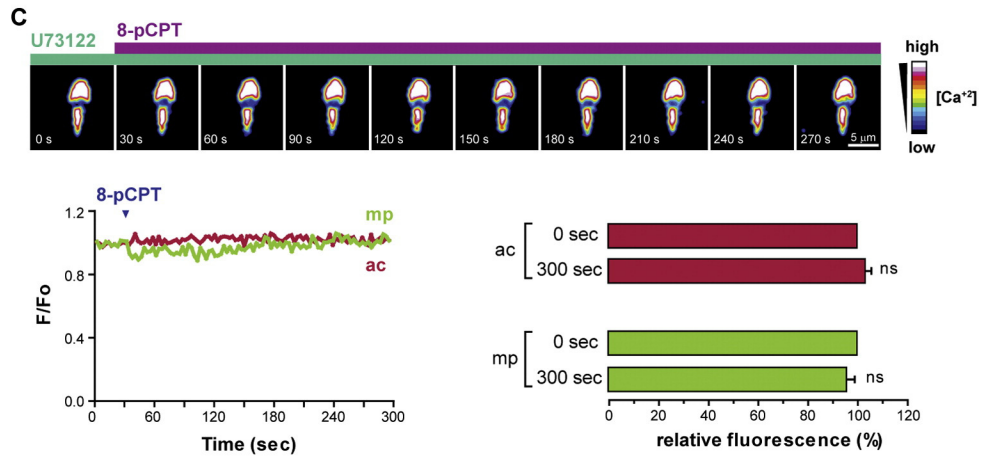 C
U73122
8-pCPT
high
[Ca⁺²]
low
0 s
30 s
60 s
90 s
120 s
150 s
180 s
210 s
240 s
270 s
5 µm
8-pCPT
mp
ac
1.2
0.8
0.4
0.0
F/Fo
0
60
120
180
240
300
Time (sec)
ac
0 sec
300 sec
ns
mp
0 sec
300 sec
ns
0
20
40
60
80
100
120
relative fluorescence (%)